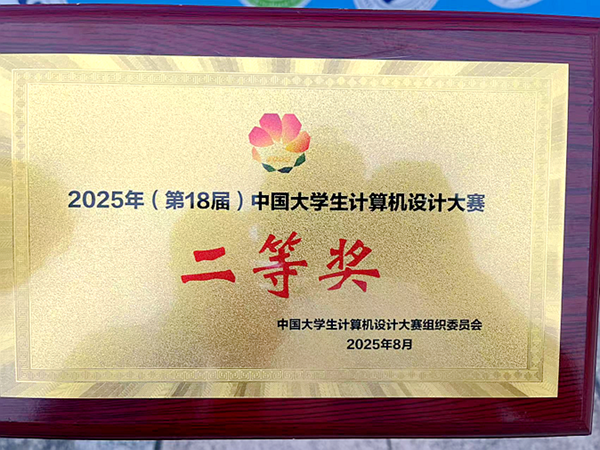 2025年（第18届）中国大学生计算机设计大赛
二等奖
中国大学生计算机设计大赛组织委员会
2025年8月